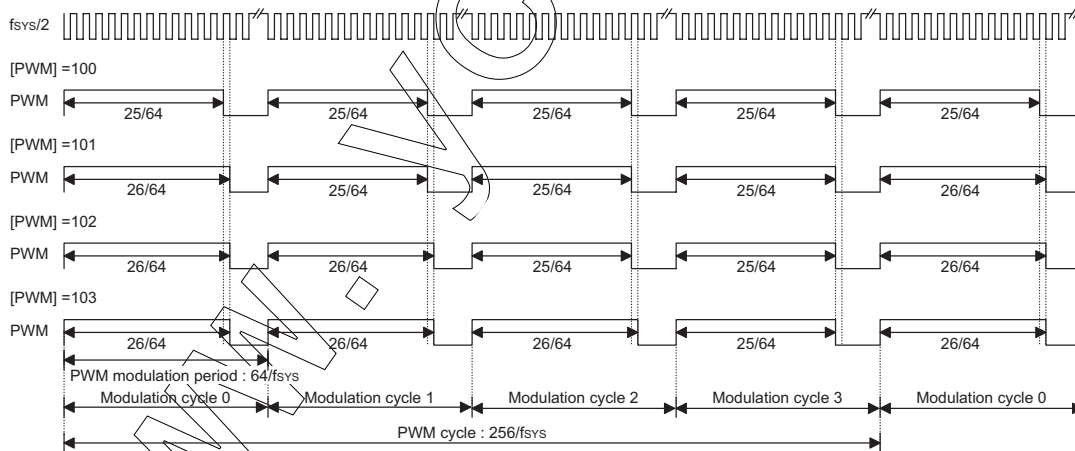 fSYS/2
[PWM] =100
PWM
25/64 25/64 25/64 25/64 25/64
[PWM] =101
PWM
26/64 25/64 25/64 25/64 26/64
[PWM] =102
PWM
26/64 26/64 25/64 25/64 26/64
[PWM] =103
PWM
26/64 26/64 26/64 25/64 26/64
PWM modulation period : 64/fSYS
Modulation cycle 0 Modulation cycle 1 Modulation cycle 2 Modulation cycle 3 Modulation cycle 0
PWM cycle : 256/fSYS